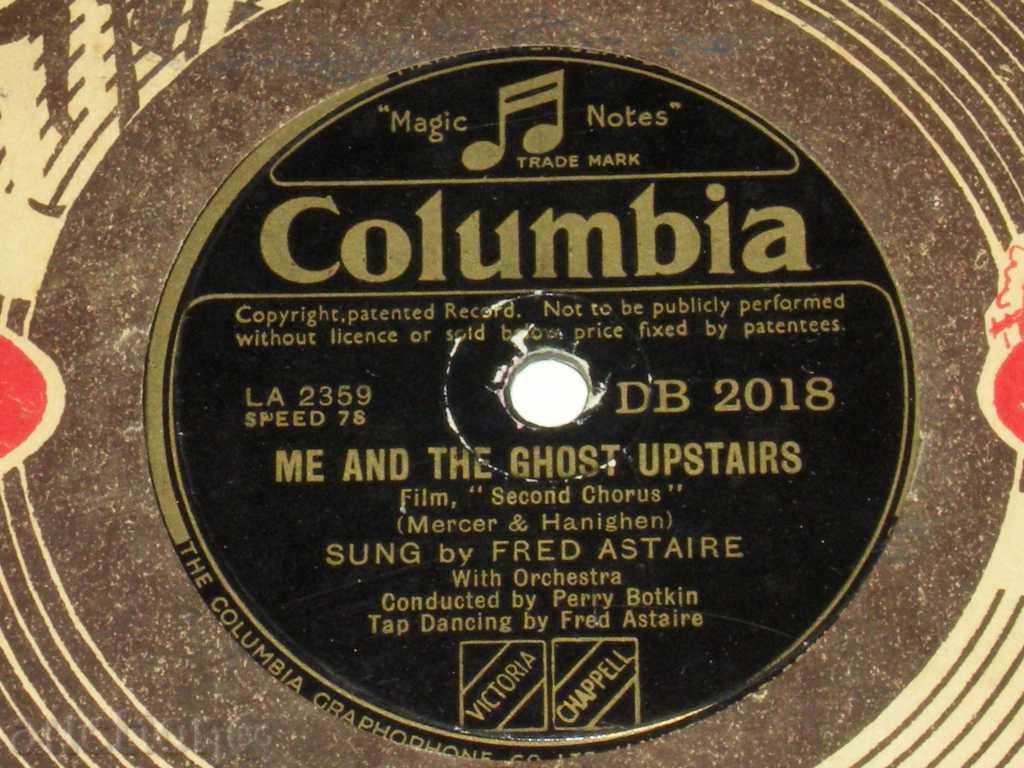 "Magic Notes"
TRADE MARK
Columbia
Copyright, patented Record. Not to be publicly performed
without licence or sold below price fixed by patentees.
LA 2359
SPEED 78
DB 2018
ME AND THE GHOST UPSTAIRS
Film, "Second Chorus"
(Mercer & Hanighen)
SUNG by FRED ASTAIRE
With Orchestra
Conducted by Perry Botkin
Tap Dancing by Fred Astaire
VICTORIA
CHAPPELL
THE COLUMBIA GRAPHOPHONE CO